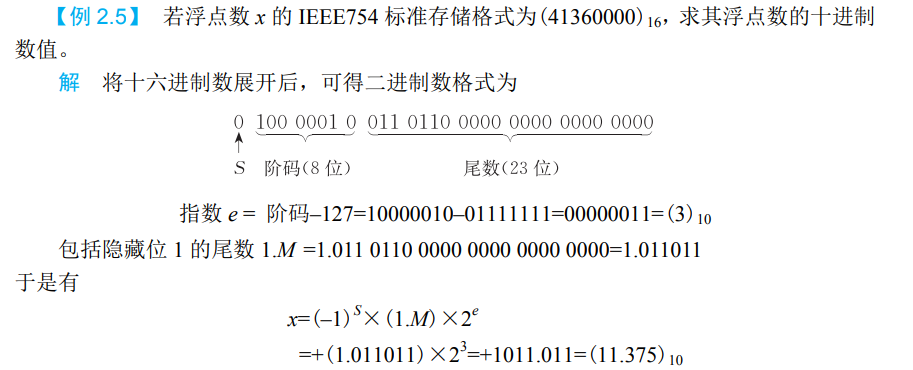 【例 2.5】 若浮点数 x 的 IEEE754 标准存储格式为(41360000)₁₆，求其浮点数的十进制
数值。
解 将十六进制数展开后，可得二进制数格式为
0 100 0001 0 011 0110 0000 0000 0000 0000
S 阶码(8 位) 尾数(23 位)
指数 e = 阶码–127=10000010–01111111=00000011=(3)₁₀
包括隐藏位 1 的尾数 1.M =1.011 0110 0000 0000 0000 0000=1.011011
于是有
x=(–1)ˢ×(1.M)×2ᵉ
=+(1.011011)×2³=+1011.011=(11.375)₁₀